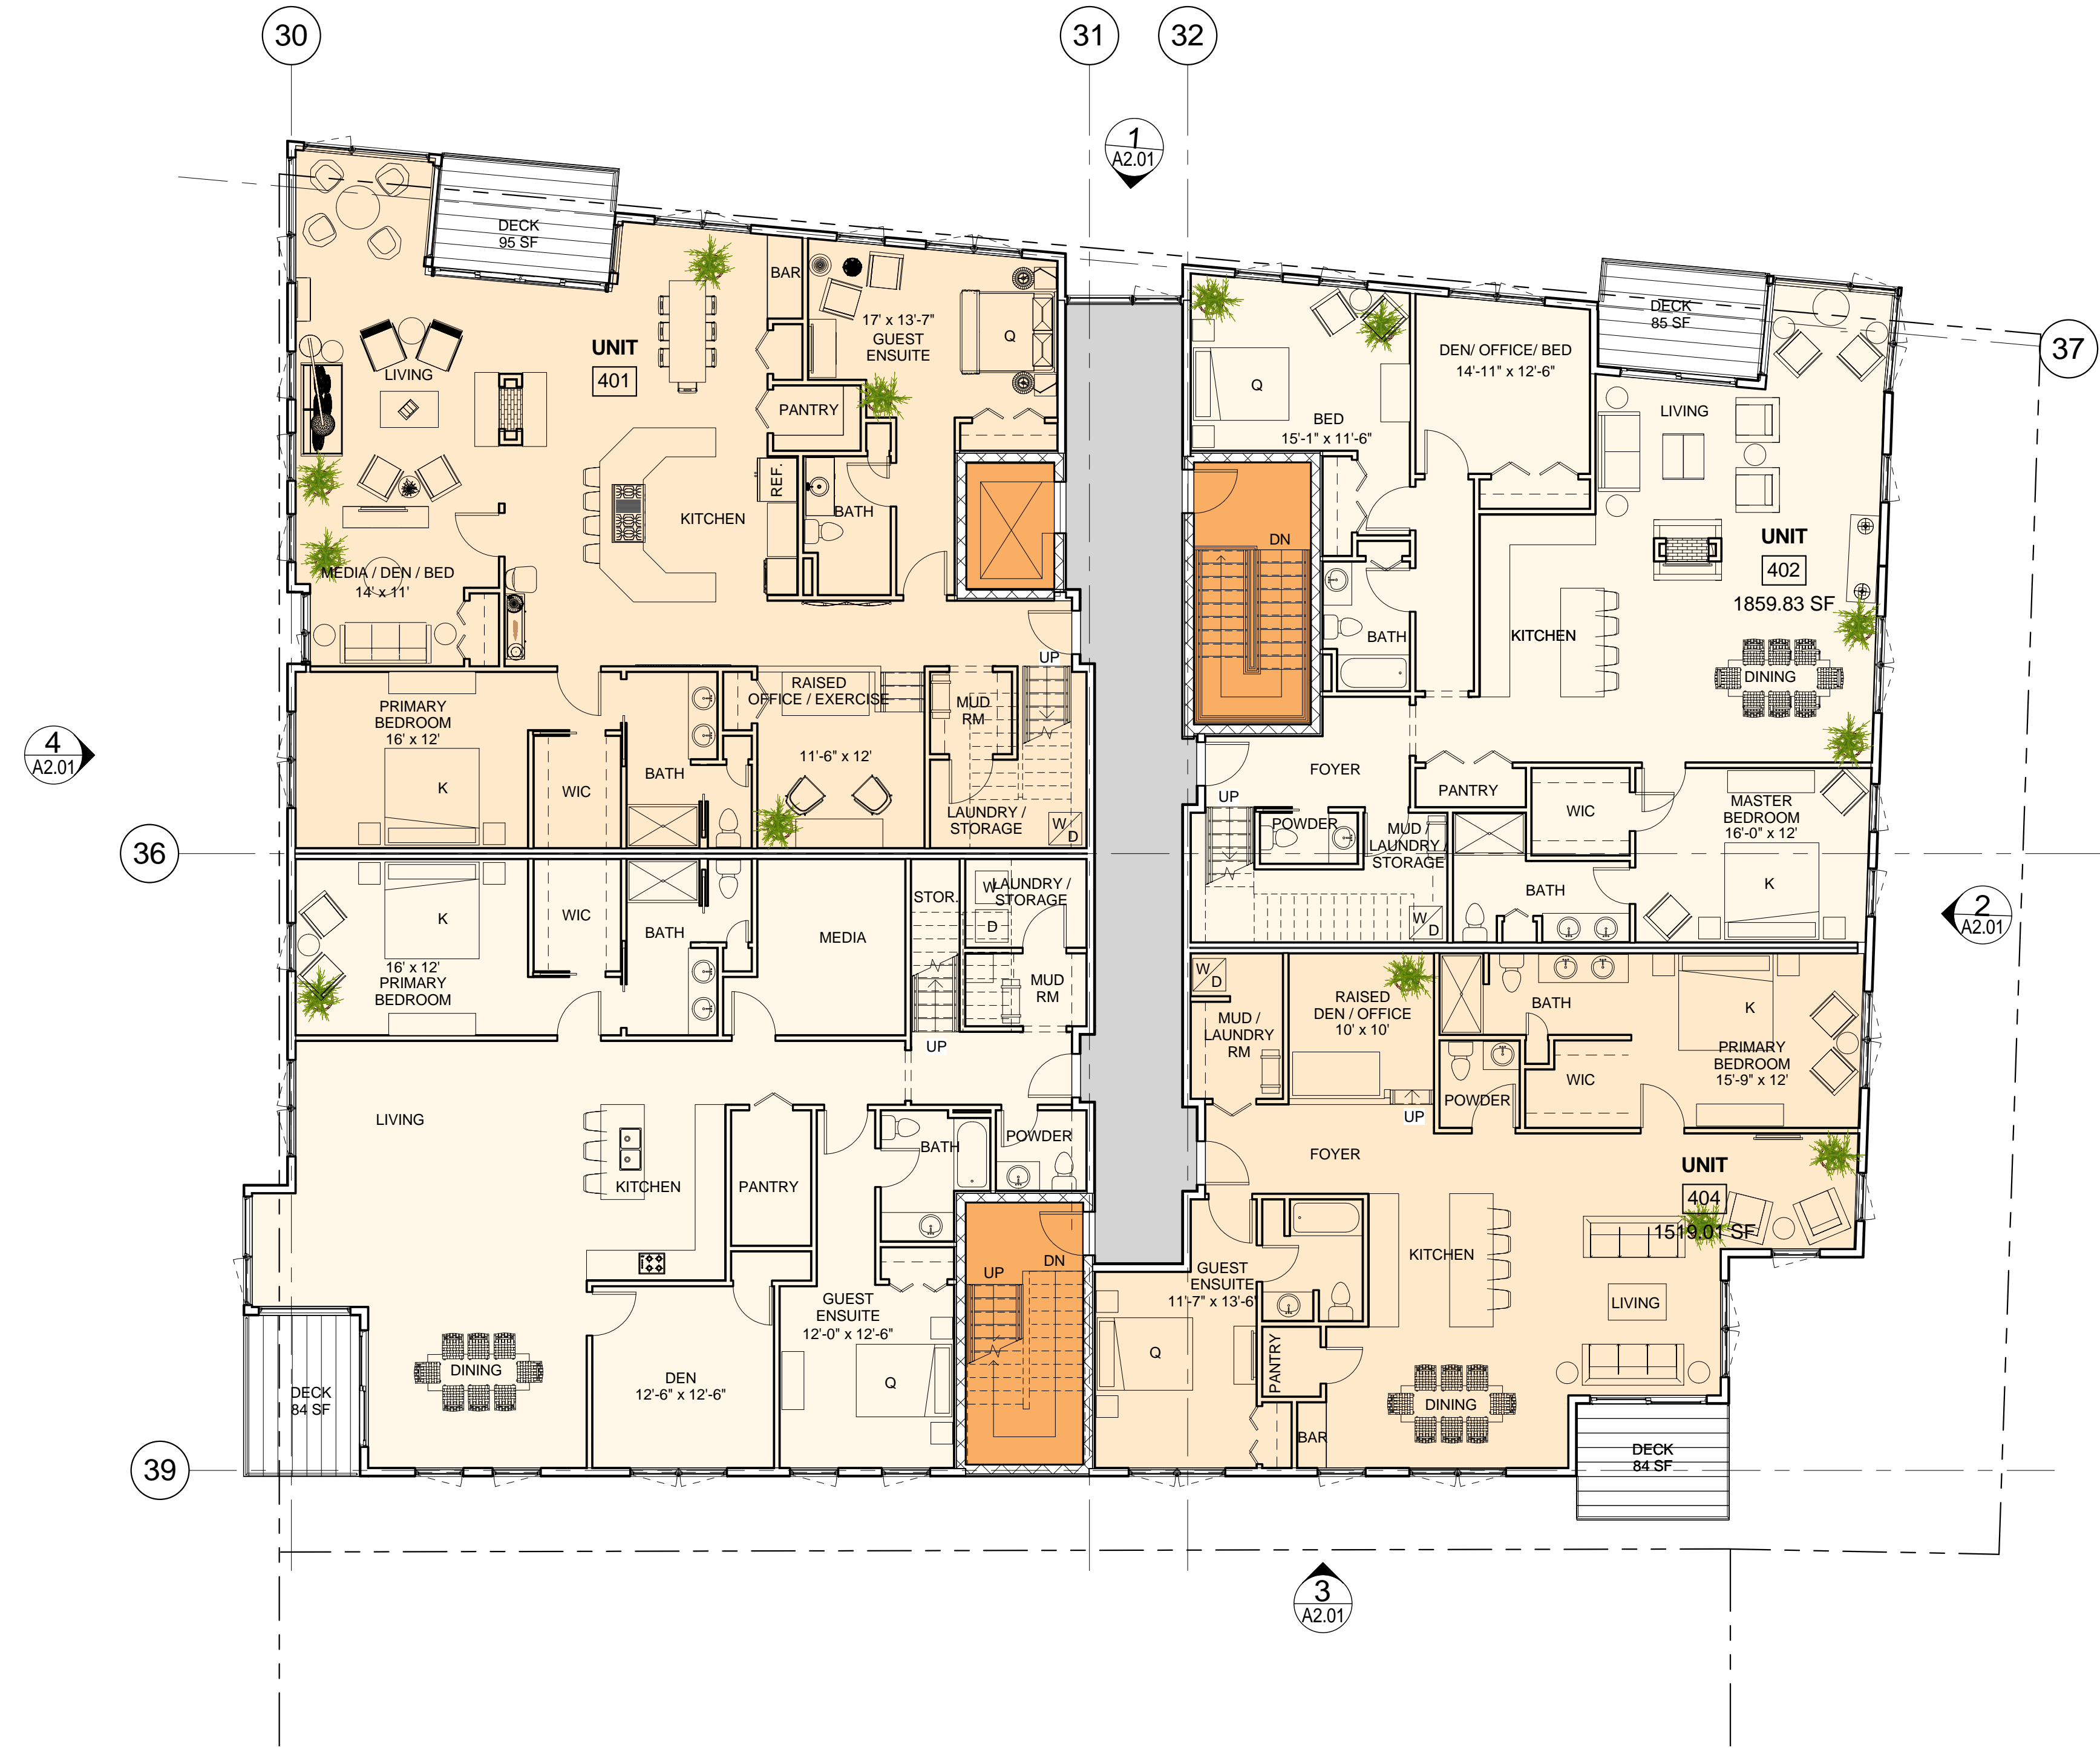 30
31
32
1
A2.01
37
4
A2.01
36
2
A2.01
39
3
A2.01
DECK
95 SF
BAR
17' x 13'-7"
GUEST
ENSUITE
Q
UNIT
401
LIVING
PANTRY
REF.
KITCHEN
BATH
MEDIA / DEN / BED
14' x 11'
PRIMARY
BEDROOM
16' x 12'
K
WIC
BATH
RAISED
OFFICE / EXERCISE
11'-6" x 12'
MUD
RM
UP
LAUNDRY /
STORAGE
W
D
DECK
85 SF
DEN/ OFFICE/ BED
14'-11" x 12'-6"
Q
BED
15'-1" x 11'-6"
LIVING
UNIT
402
1859.83 SF
DN
KITCHEN
BATH
DINING
FOYER
UP
PANTRY
WIC
MASTER
BEDROOM
16'-0" x 12'
POWDER
MUD /
LAUNDRY /
STORAGE
BATH
K
W
D
K
16' x 12'
PRIMARY
BEDROOM
WIC
BATH
MEDIA
STOR.
W
LAUNDRY /
STORAGE
D
MUD
RM
UP
LIVING
KITCHEN
PANTRY
BATH
POWDER
GUEST
ENSUITE
12'-0" x 12'-6"
Q
UP
DN
DEN
12'-6" x 12'-6"
DINING
DECK
84 SF
W
D
MUD /
LAUNDRY
RM
RAISED
DEN / OFFICE
10' x 10'
UP
BATH
POWDER
WIC
K
PRIMARY
BEDROOM
15'-9" x 12'
FOYER
UNIT
404
1519.01 SF
GUEST
ENSUITE
11'-7" x 13'-6"
Q
KITCHEN
LIVING
PANTRY
BAR
DINING
DECK
84 SF